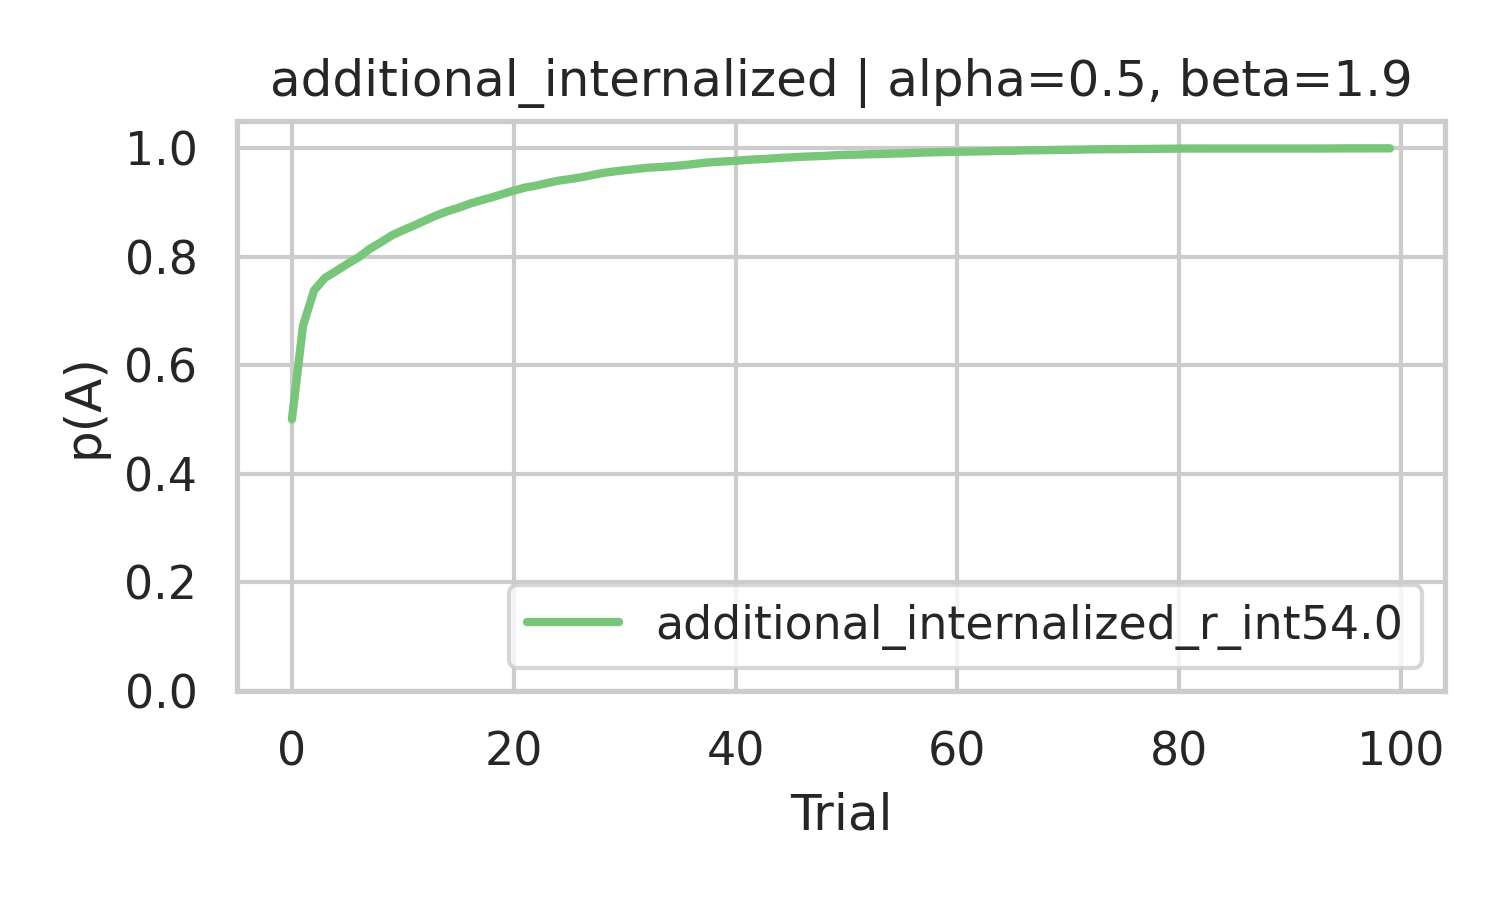 additional_internalized | alpha=0.5, beta=1.9
1.0
0.8
0.6
0.4
0.2
0.0
p(A)
additional_internalized_r_int54.0
0 20 40 60 80 100
Trial